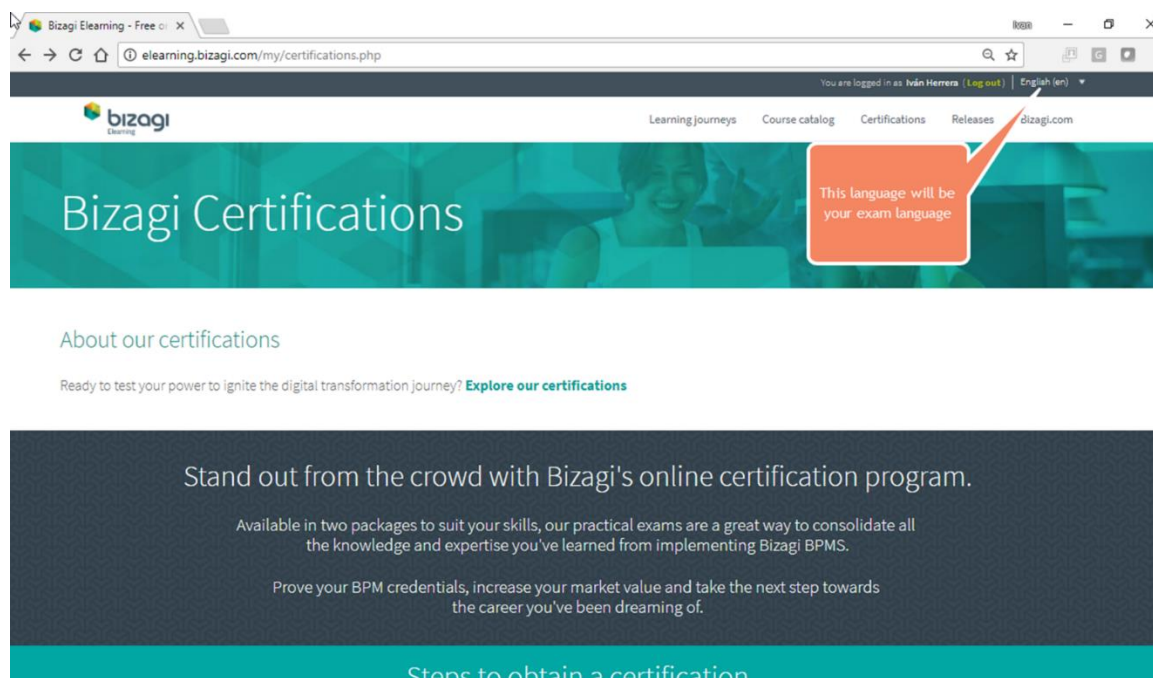 Bizagi Elearning - Free o
Ivan
elearning.bizagi.com/my/certifications.php
You are logged in as Iván Herrera (Log out) | English (en)
bizagi
Elearning
Learning journeys Course catalog Certifications Releases Bizagi.com
Bizagi Certifications
This language will be
your exam language
About our certifications
Ready to test your power to ignite the digital transformation journey? Explore our certifications
Stand out from the crowd with Bizagi's online certification program.
Available in two packages to suit your skills, our practical exams are a great way to consolidate all
the knowledge and expertise you've learned from implementing Bizagi BPMS.
Prove your BPM credentials, increase your market value and take the next step towards
the career you've been dreaming of.
Steps to obtain a certification